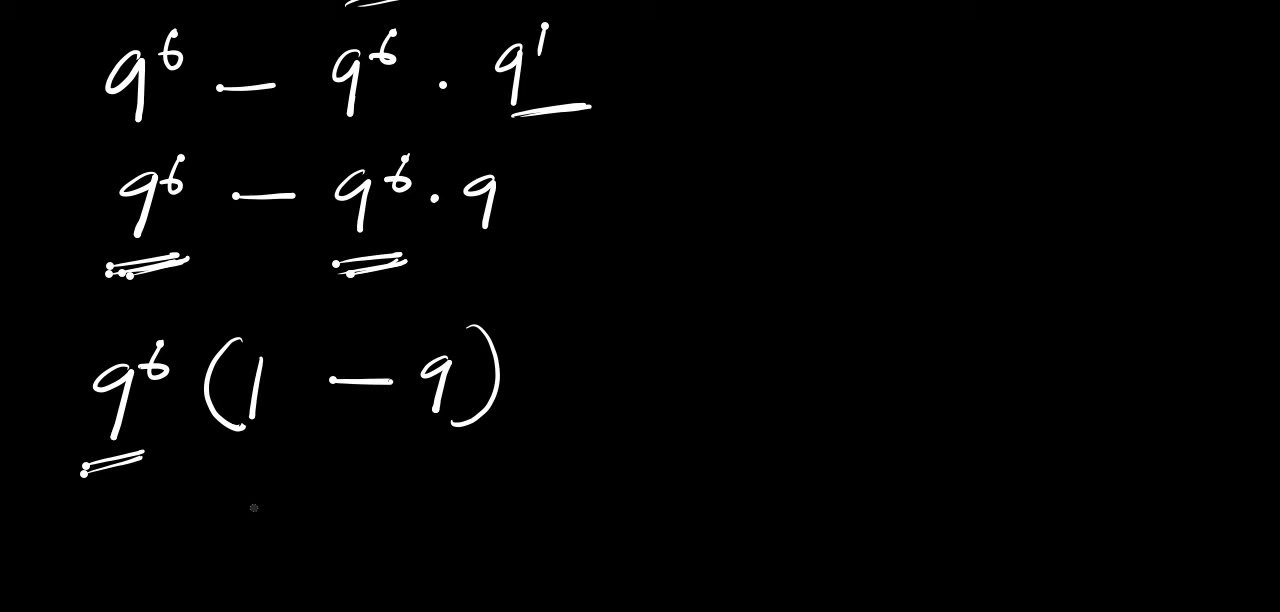 9⁶ − 9⁶ · 9¹
9⁶ − 9⁶ · 9
9⁶ (1 − 9)